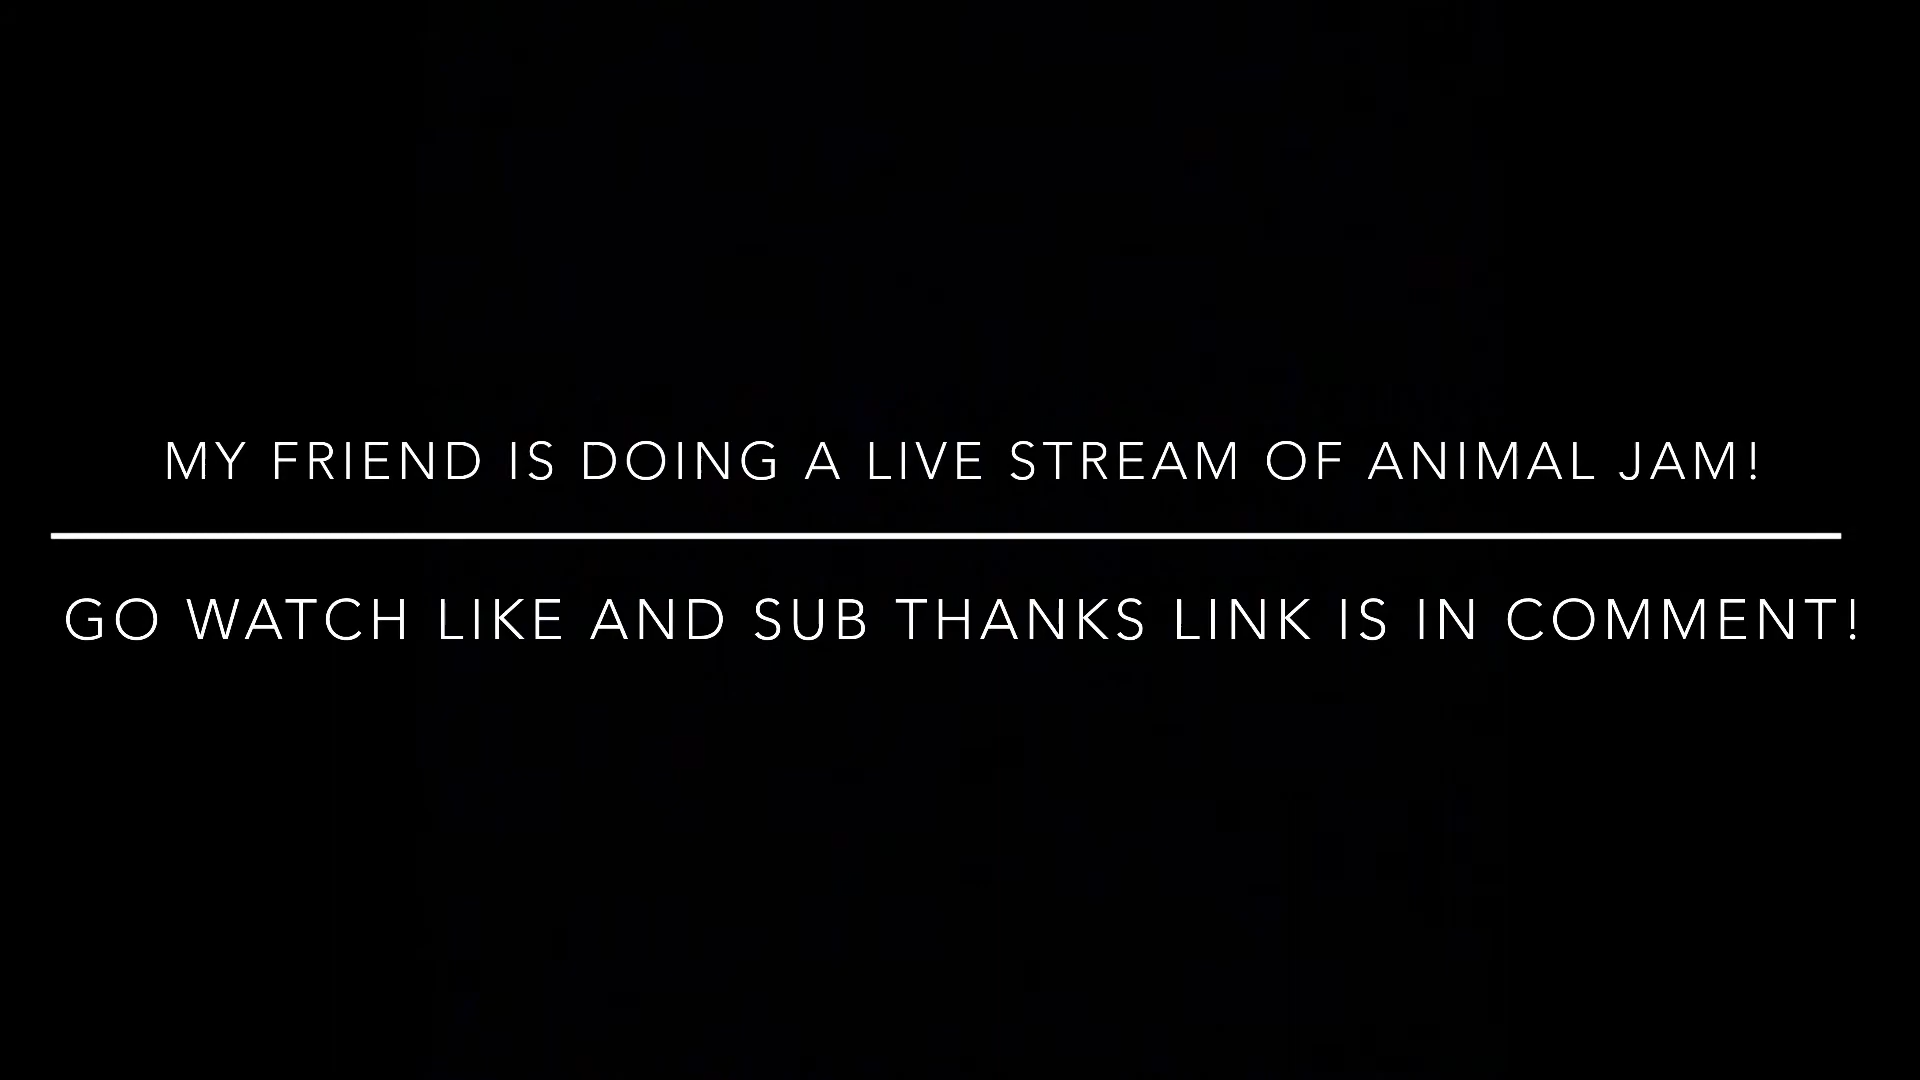 MY FRIEND IS DOING A LIVE STREAM OF ANIMAL JAM!
GO WATCH LIKE AND SUB THANKS LINK IS IN COMMENT!